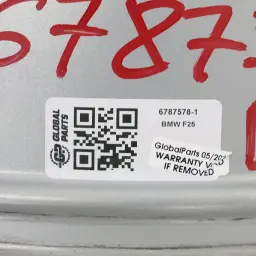 6787
GLOBAL
PARTS
6787578-1
BMW F25
GlobalParts 05/20
WARRANTY V
IF REMOVED